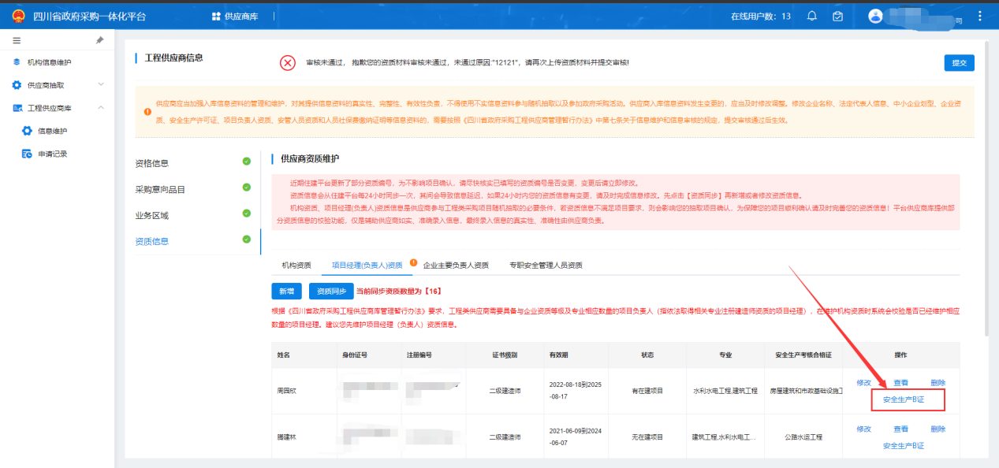 四川省政府采购一体化平台
供应商库
在线用户数：13
司
机构信息维护
供应商抽取
工程供应商库
信息维护
申请记录
工程供应商信息
审核未通过， 抱歉您的资质材料审核未通过，未通过原因:"12121"，请再次上传资质材料并提交审核!
提交
供应商应当加强入库信息资料的管理和维护，对其提供信息资料的真实性、完整性、有效性负责，不得使用不实信息资料参与随机抽取以及参加政府采购活动。供应商入库信息资料发生变更的，应当及时修改调整。修改企业名称、法定代表人信息、中小企业划型、企业资
质、安全生产许可证、项目负责人资质、安管人员资质和人员社保费缴纳证明等信息资料的，需要按照《四川省政府采购工程供应商管理暂行办法》中第七条关于信息维护和信息审核的规定，提交审核通过后生效。
资格信息
采购意向品目
业务区域
资质信息
供应商资质维护
近期住建平台更新了部分资质编号，为不影响项目确认，请尽快核实已填写的资质编号是否变更，变更后请立即修改。
资质信息会从住建平台每24小时同步一次，其间会导致信息延迟，如果24小时内您的资质信息有变更，请及时完成信息修改。先点击【资质同步】再新增或者修改资质信息。
机构资质、项目经理(负责人)资质信息是供应商参与工程类采购项目随机抽取的必要条件，若资质信息不满足项目要求，则会影响您的抽取项目确认，为保障您的项目顺利确认请及时完善您的资质信息！平台供应商库提供部
分资质信息的校验功能，仅是辅助供应商如实、准确录入信息，最终录入信息的真实性、准确性由供应商负责。
机构资质
项目经理(负责人)资质
企业主要负责人资质
专职安全管理人员资质
新增
资质同步
当前同步资质数量为【16】
根据《四川省政府采购工程供应商库管理暂行办法》要求，工程类供应商需要具备与企业资质等级及专业相应数量的项目负责人（指依法取得相关专业注册建造师资质的项目经理），在维护机构资质时系统会校验是否已经维护相应
数量的项目经理。建议您先维护项目经理（负责人）资质信息。
姓名 身份证号 注册编号 证书级别 有效期 状态 专业 安全生产考核合格证 操作
周园欣 二级建造师 2022-08-18到2025
-08-17
有在建项目 水利水电工程,建筑工程 房屋建筑和市政基础设施工
修改 查看 删除
安全生产B证
腾建林 二级建造师 2021-06-09到2024
-06-07
无在建项目 建筑工程,水利水电工... 公路水运工程
修改 查看 删除
安全生产B证